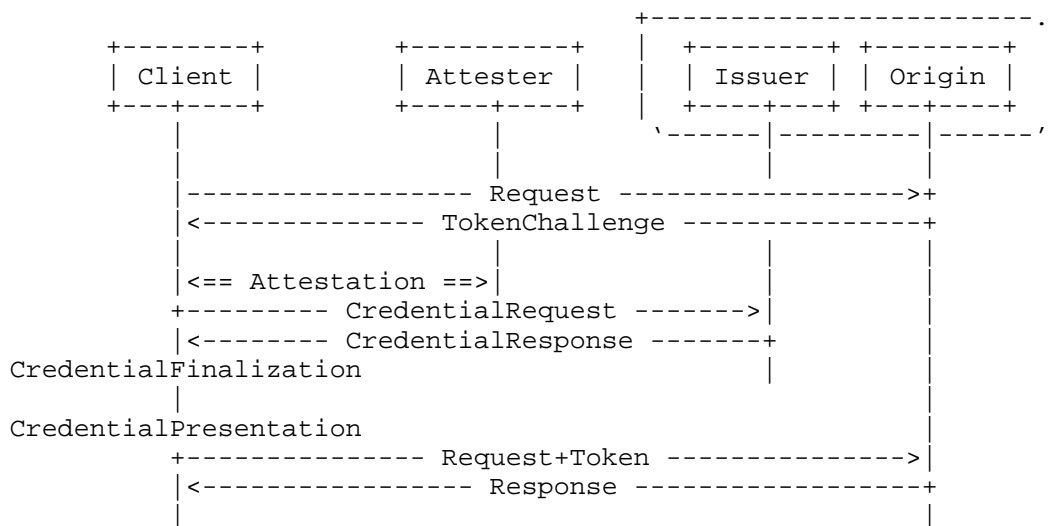 Client Attester Issuer Origin
Request
TokenChallenge
<== Attestation ==>
CredentialRequest
CredentialResponse
CredentialFinalization
CredentialPresentation
Request+Token
Response